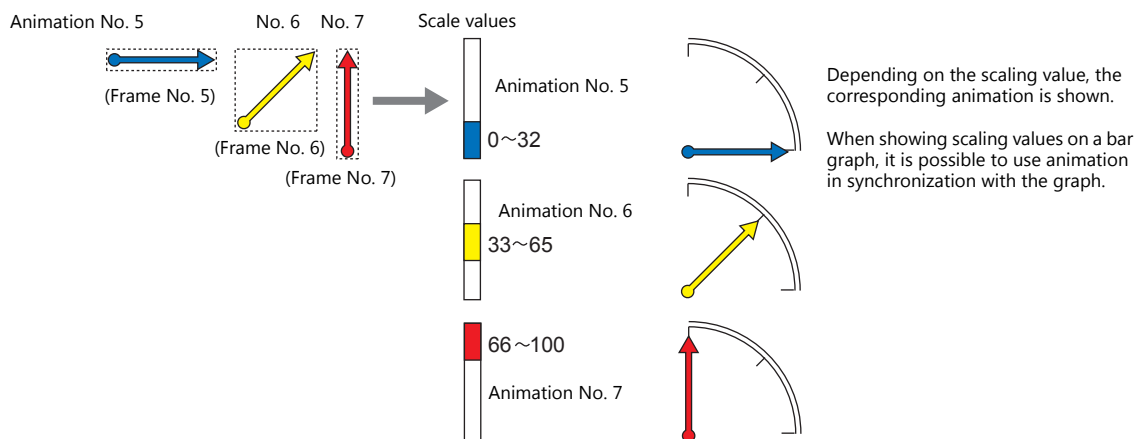 Animation No. 5
No. 6
No. 7
Scale values
(Frame No. 5)
(Frame No. 6)
(Frame No. 7)
Animation No. 5
0～32
Animation No. 6
33～65
66～100
Animation No. 7
Depending on the scaling value, the
corresponding animation is shown.
When showing scaling values on a bar
graph, it is possible to use animation
in synchronization with the graph.